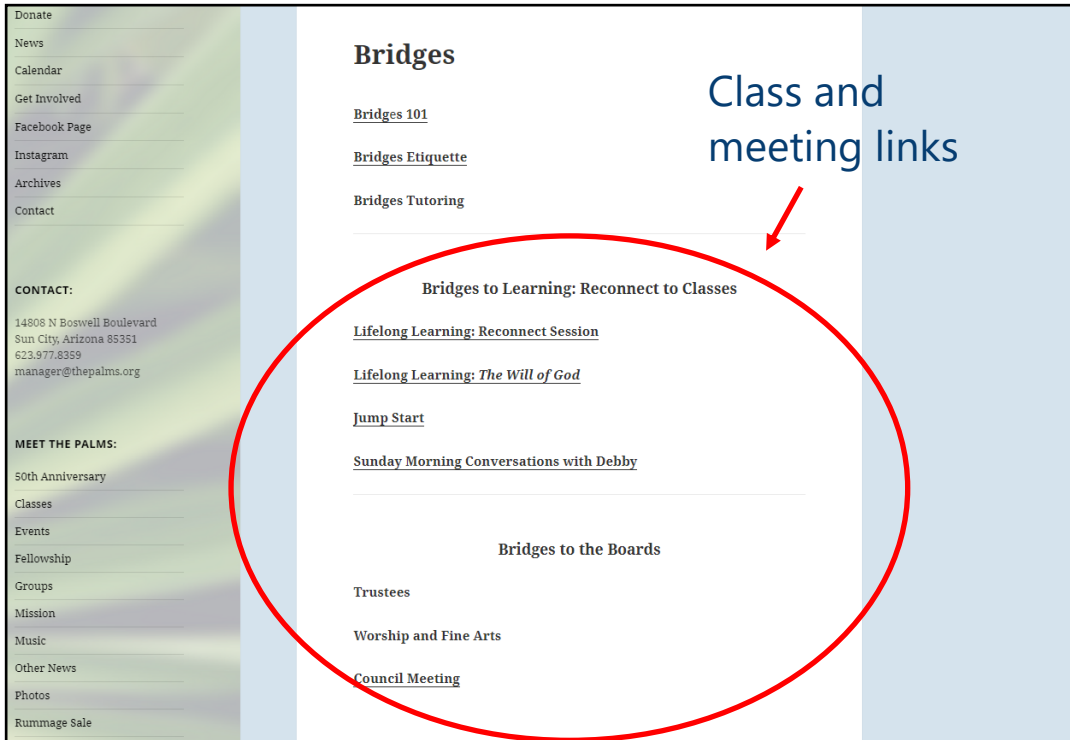 Donate
News
Calendar
Get Involved
Facebook Page
Instagram
Archives
Contact
CONTACT:
14808 N Boswell Boulevard
Sun City, Arizona 85351
623.977.8359
manager@thepalms.org
MEET THE PALMS:
50th Anniversary
Classes
Events
Fellowship
Groups
Mission
Music
Other News
Photos
Rummage Sale
Bridges
Bridges 101
Bridges Etiquette
Bridges Tutoring
Class and
meeting links
Bridges to Learning: Reconnect to Classes
Lifelong Learning: Reconnect Session
Lifelong Learning: The Will of God
Jump Start
Sunday Morning Conversations with Debby
Bridges to the Boards
Trustees
Worship and Fine Arts
Council Meeting